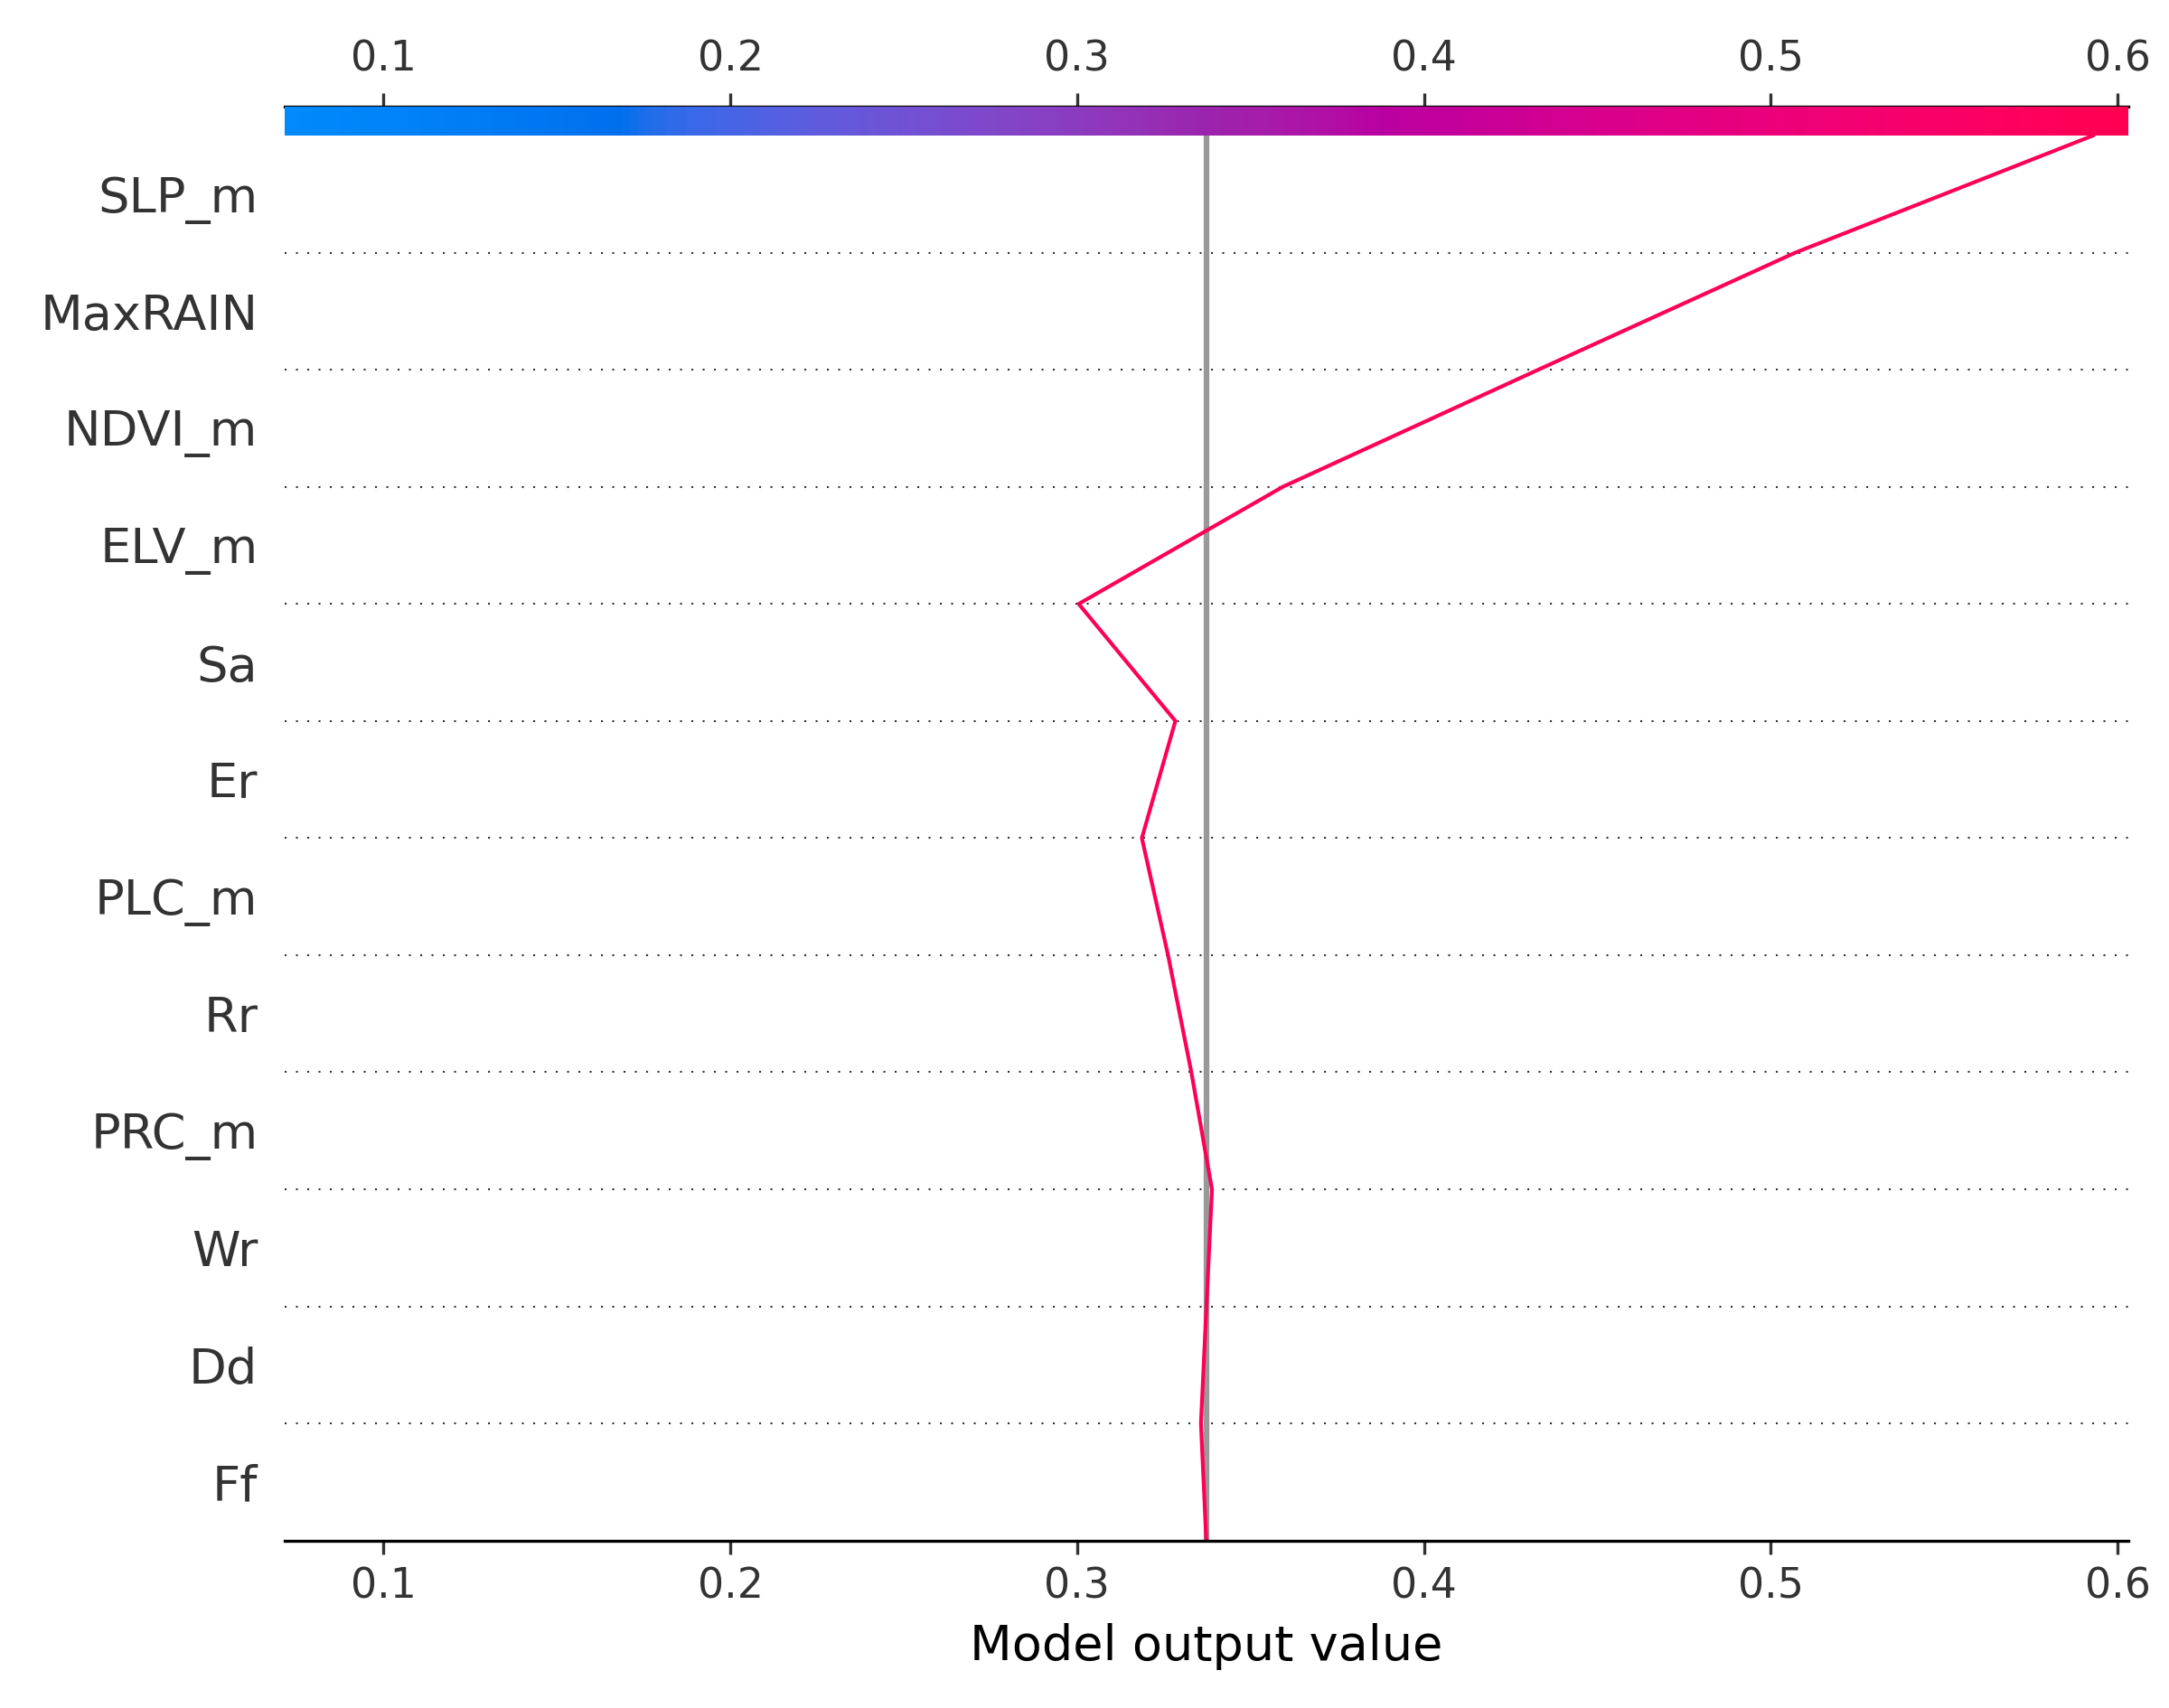 0.1 0.2 0.3 0.4 0.5 0.6
SLP_m
MaxRAIN
NDVI_m
ELV_m
Sa
Er
PLC_m
Rr
PRC_m
Wr
Dd
Ff
0.1 0.2 0.3 0.4 0.5 0.6
Model output value